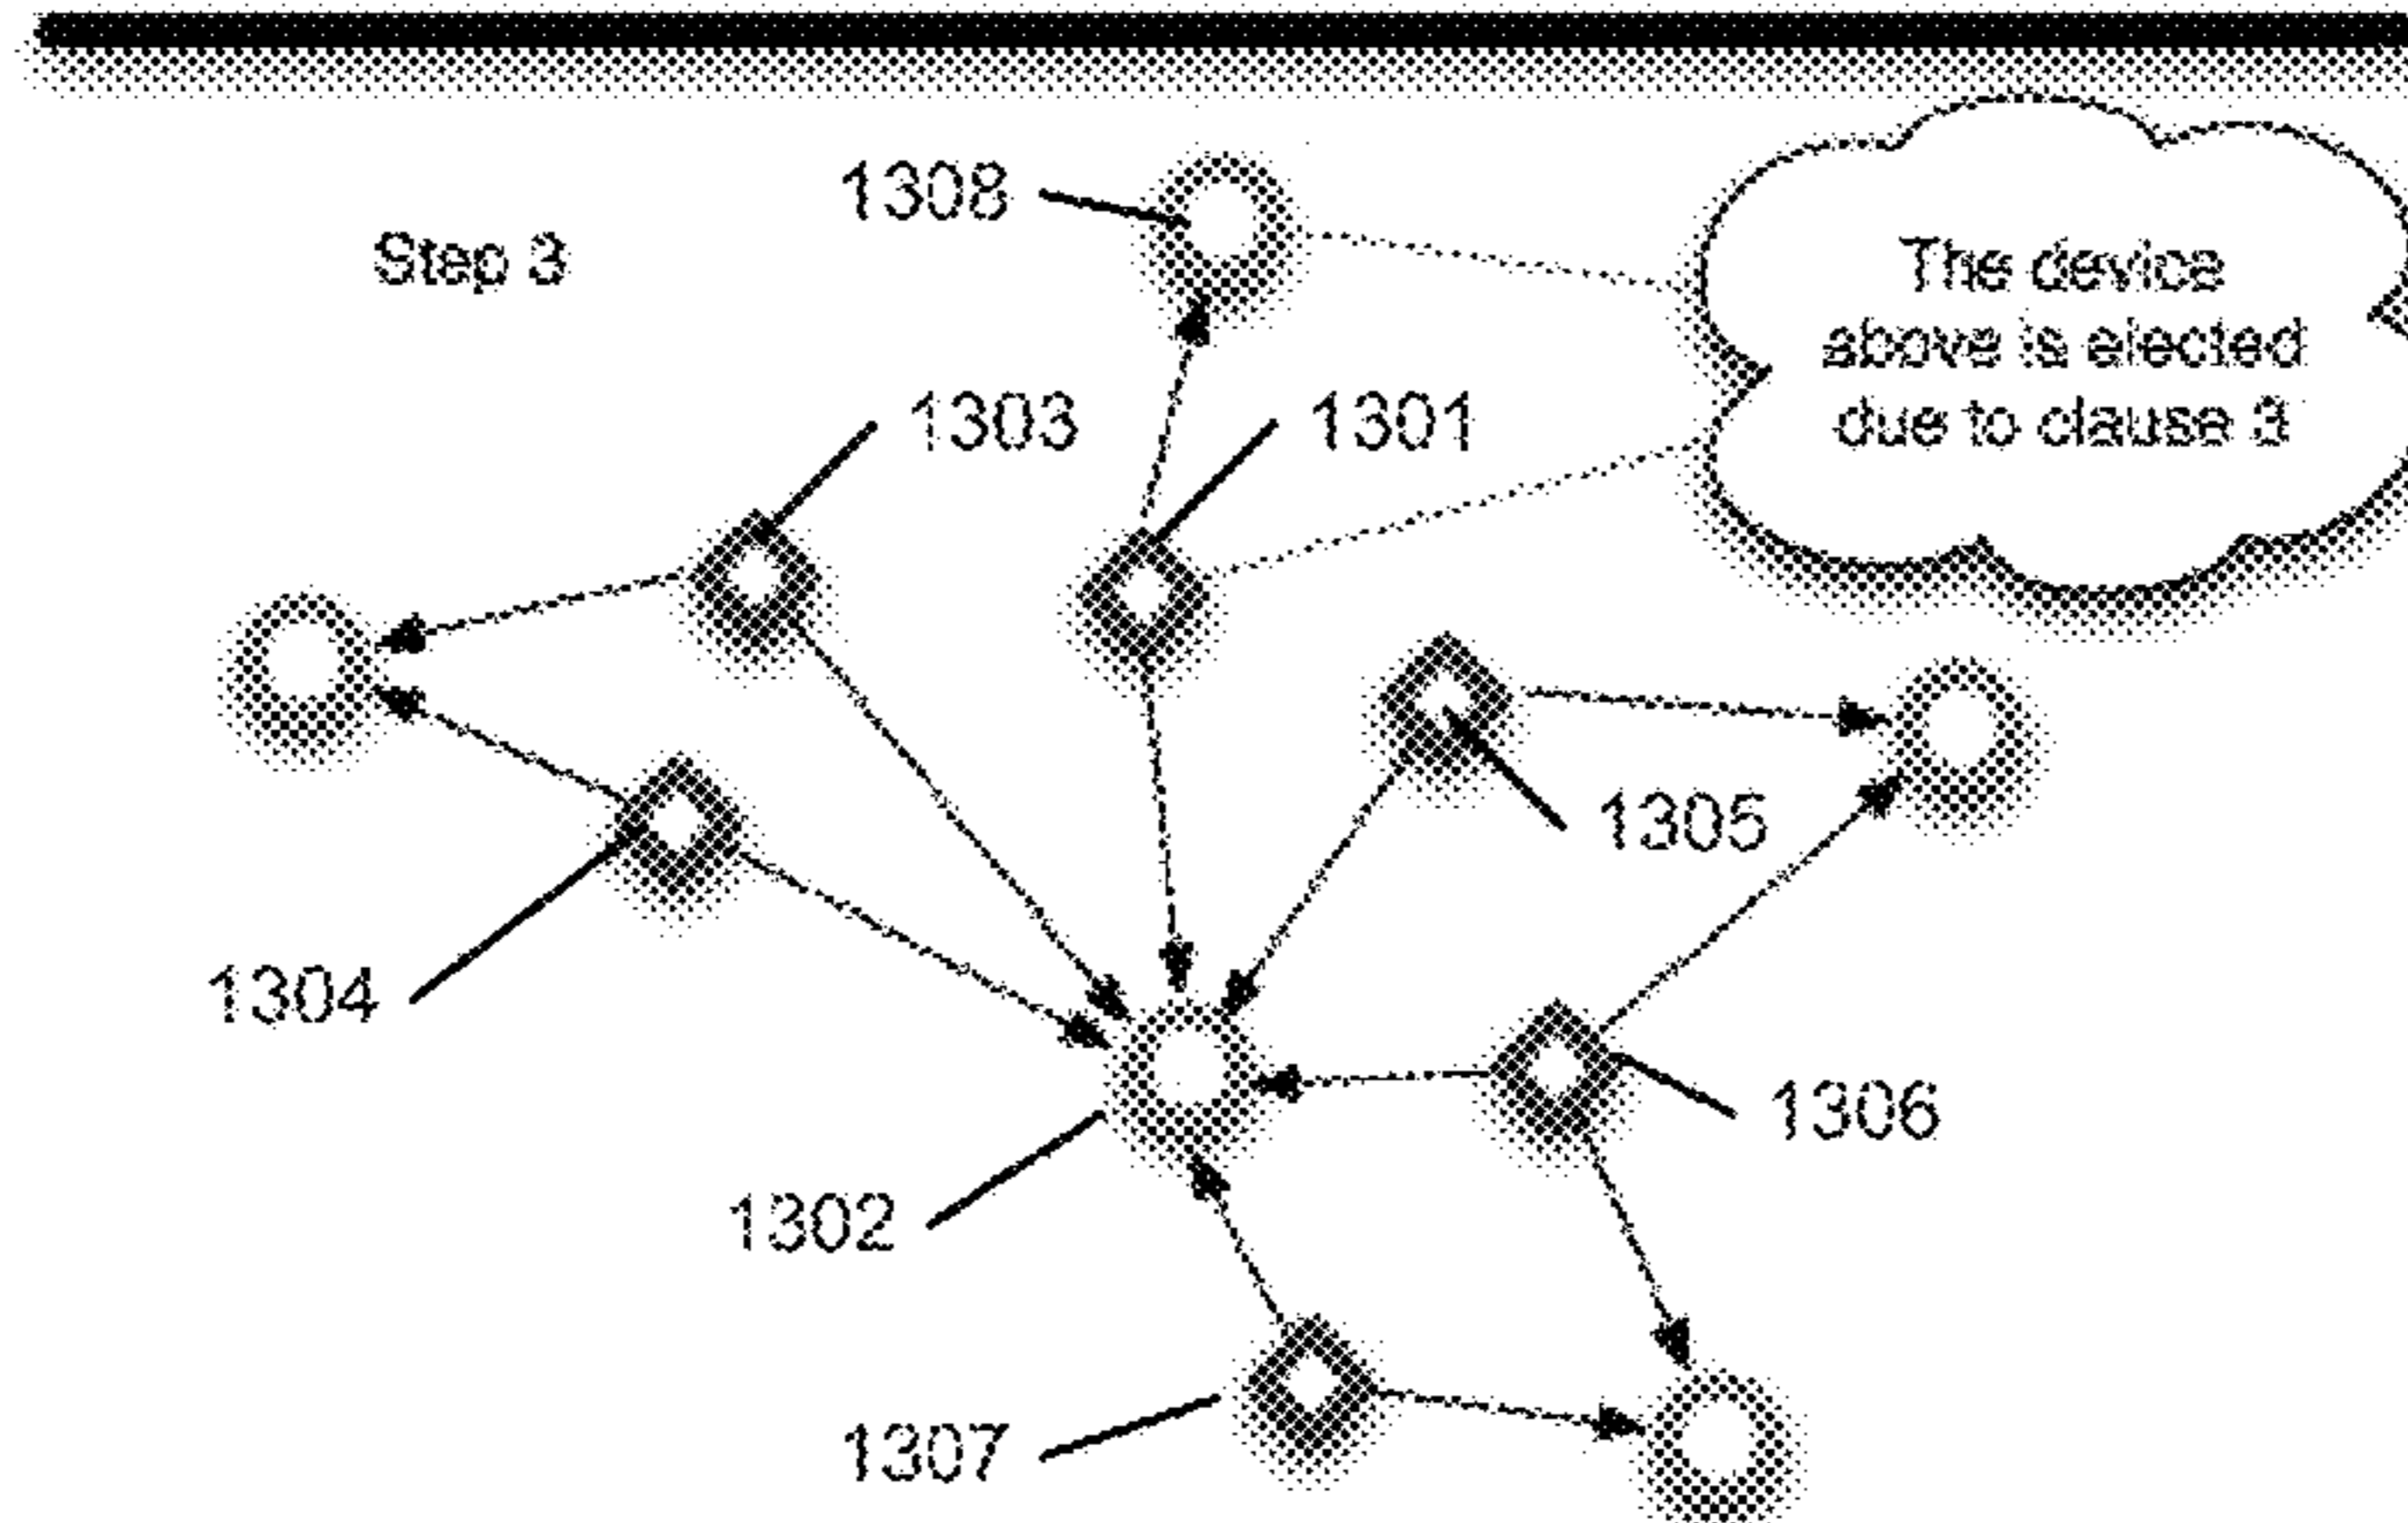 1308
Step 3
The device
above is elected
due to clause 3
1303
1301
1305
1304
1306
1302
1307